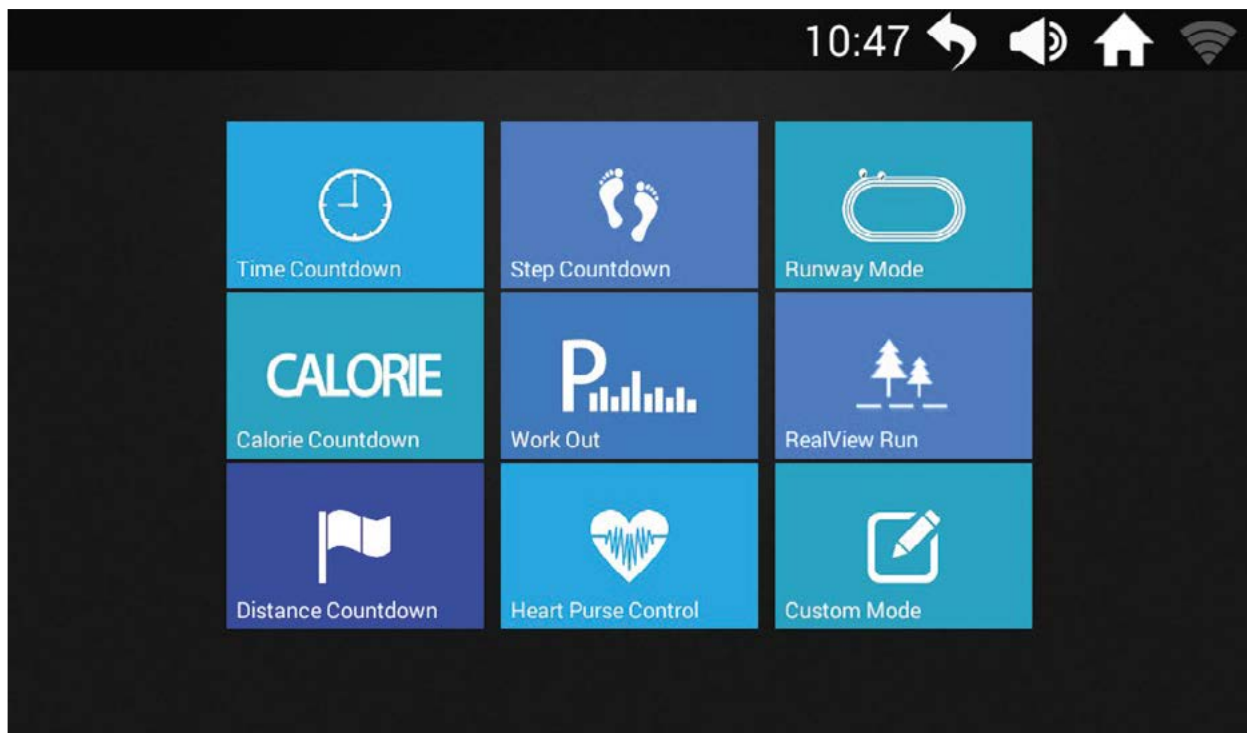 10:47
Time Countdown
Step Countdown
Runway Mode
CALORIE
Calorie Countdown
P
Work Out
RealView Run
Distance Countdown
Heart Purse Control
Custom Mode